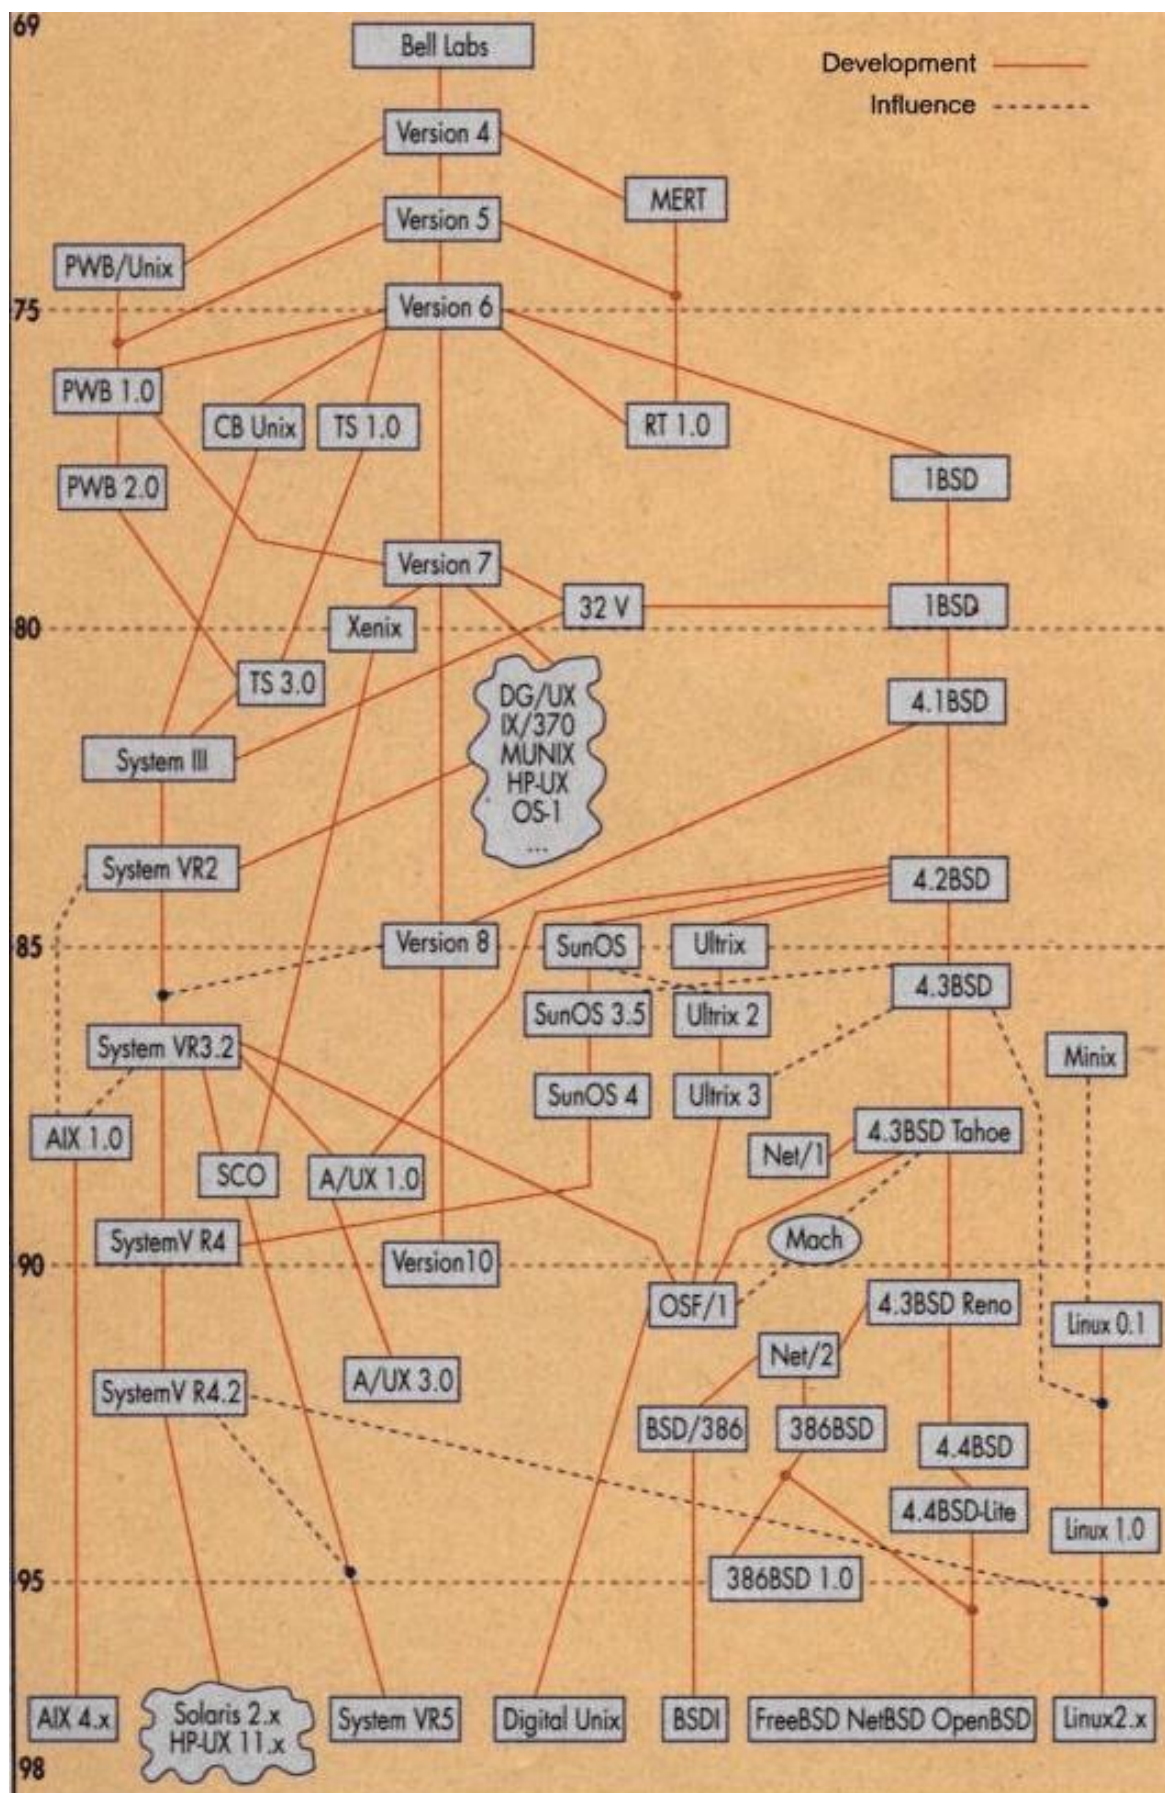 69
Bell Labs
Development
Influence
Version 4
MERT
Version 5
PWB/Unix
75
Version 6
PWB 1.0
CB Unix
TS 1.0
RT 1.0
1BSD
PWB 2.0
Version 7
32 V
1BSD
80
Xenix
TS 3.0
DG/UX
IX/370
MUNIX
HP-UX
OS-1
...
4.1BSD
System III
System VR2
4.2BSD
85
Version 8
SunOS
Ultrix
4.3BSD
SunOS 3.5
Ultrix 2
System VR3.2
Minix
SunOS 4
Ultrix 3
AIX 1.0
4.3BSD Tahoe
Net/1
SCO
A/UX 1.0
SystemV R4
Mach
90
Version10
OSF/1
4.3BSD Reno
Linux 0.1
Net/2
A/UX 3.0
SystemV R4.2
BSD/386
386BSD
4.4BSD
4.4BSD-Lite
Linux 1.0
95
386BSD 1.0
AIX 4.x
Solaris 2.x
HP-UX 11.x
System VR5
Digital Unix
BSDI
FreeBSD NetBSD OpenBSD
Linux2.x
98